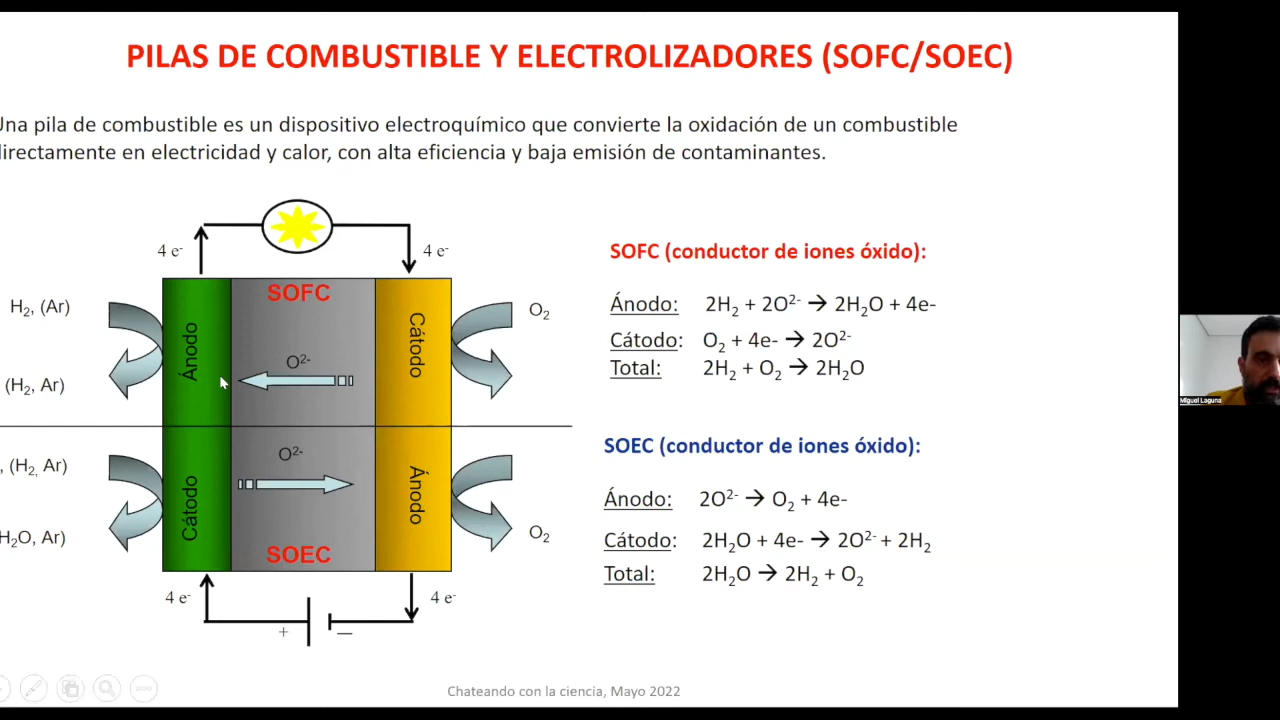 PILAS DE COMBUSTIBLE Y ELECTROLIZADORES (SOFC/SOEC)
Una pila de combustible es un dispositivo electroquímico que convierte la oxidación de un combustible
directamente en electricidad y calor, con alta eficiencia y baja emisión de contaminantes.
4 e⁻
4 e⁻
H₂, (Ar)
SOFC
O₂
Ánodo
Cátodo
O²⁻
(H₂, Ar)
, (H₂, Ar)
O²⁻
Cátodo
Ánodo
H₂O, Ar)
O₂
SOEC
4 e⁻
4 e⁻
+
–
SOFC (conductor de iones óxido):
Ánodo: 2H₂ + 2O²⁻ → 2H₂O + 4e-
Cátodo: O₂ + 4e- → 2O²⁻
Total: 2H₂ + O₂ → 2H₂O
SOEC (conductor de iones óxido):
Ánodo: 2O²⁻ → O₂ + 4e-
Cátodo: 2H₂O + 4e- → 2O²⁻ + 2H₂
Total: 2H₂O → 2H₂ + O₂
Chateando con la ciencia, Mayo 2022
Miguel Laguna